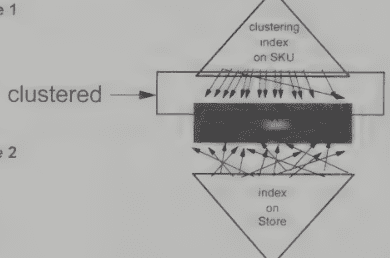 e 1
clustering
index
on SKU
clustered
e 2
index
on
Store